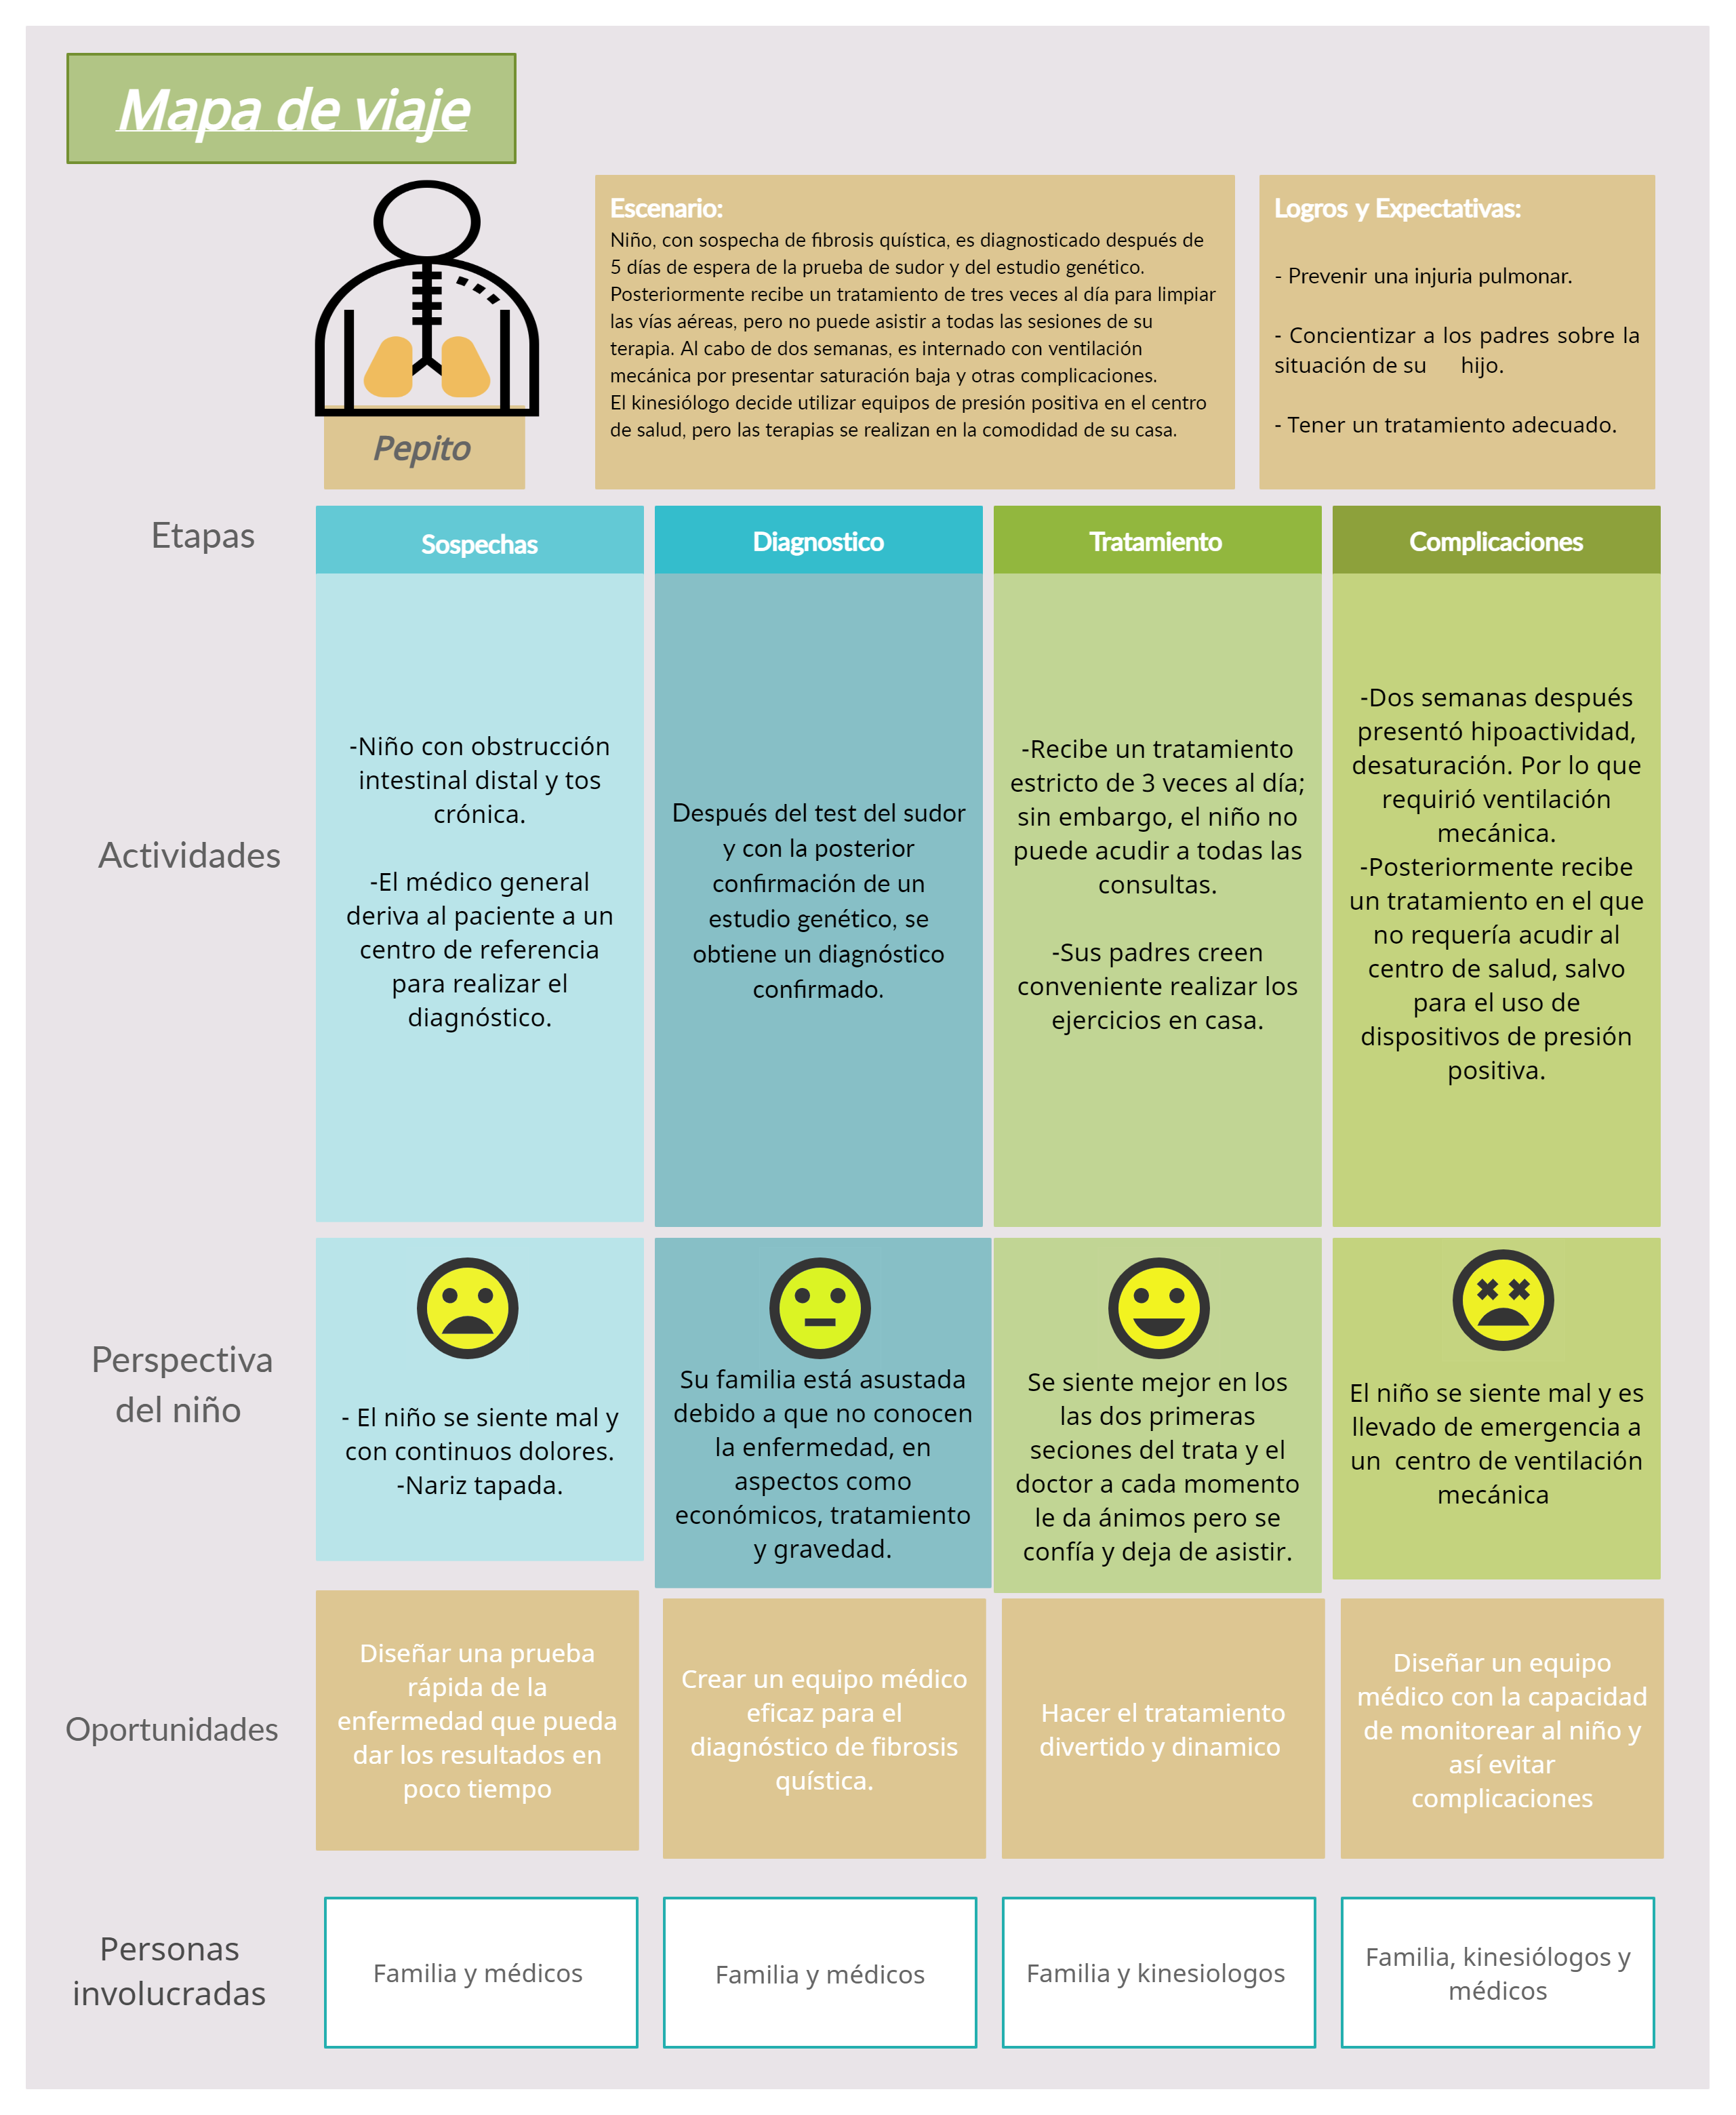 Mapa de viaje
Pepito
Escenario:
Niño, con sospecha de fibrosis quística, es diagnosticado después de
5 días de espera de la prueba de sudor y del estudio genético.
Posteriormente recibe un tratamiento de tres veces al día para limpiar
las vías aéreas, pero no puede asistir a todas las sesiones de su
terapia. Al cabo de dos semanas, es internado con ventilación
mecánica por presentar saturación baja y otras complicaciones.
El kinesiólogo decide utilizar equipos de presión positiva en el centro
de salud, pero las terapias se realizan en la comodidad de su casa.
Logros y Expectativas:
- Prevenir una injuria pulmonar.
- Concientizar a los padres sobre la
situación de su hijo.
- Tener un tratamiento adecuado.
Etapas
Sospechas
Diagnostico
Tratamiento
Complicaciones
Actividades
-Niño con obstrucción
intestinal distal y tos
crónica.
-El médico general
deriva al paciente a un
centro de referencia
para realizar el
diagnóstico.
Después del test del sudor
y con la posterior
confirmación de un
estudio genético, se
obtiene un diagnóstico
confirmado.
-Recibe un tratamiento
estricto de 3 veces al día;
sin embargo, el niño no
puede acudir a todas las
consultas.
-Sus padres creen
conveniente realizar los
ejercicios en casa.
-Dos semanas después
presentó hipoactividad,
desaturación. Por lo que
requirió ventilación
mecánica.
-Posteriormente recibe
un tratamiento en el que
no requería acudir al
centro de salud, salvo
para el uso de
dispositivos de presión
positiva.
Perspectiva
del niño
- El niño se siente mal y
con continuos dolores.
-Nariz tapada.
Su familia está asustada
debido a que no conocen
la enfermedad, en
aspectos como
económicos, tratamiento
y gravedad.
Se siente mejor en los
las dos primeras
seciones del trata y el
doctor a cada momento
le da ánimos pero se
confía y deja de asistir.
El niño se siente mal y es
llevado de emergencia a
un centro de ventilación
mecánica
Oportunidades
Diseñar una prueba
rápida de la
enfermedad que pueda
dar los resultados en
poco tiempo
Crear un equipo médico
eficaz para el
diagnóstico de fibrosis
quística.
Hacer el tratamiento
divertido y dinamico
Diseñar un equipo
médico con la capacidad
de monitorear al niño y
así evitar
complicaciones
Personas
involucradas
Familia y médicos
Familia y médicos
Familia y kinesiologos
Familia, kinesiólogos y
médicos